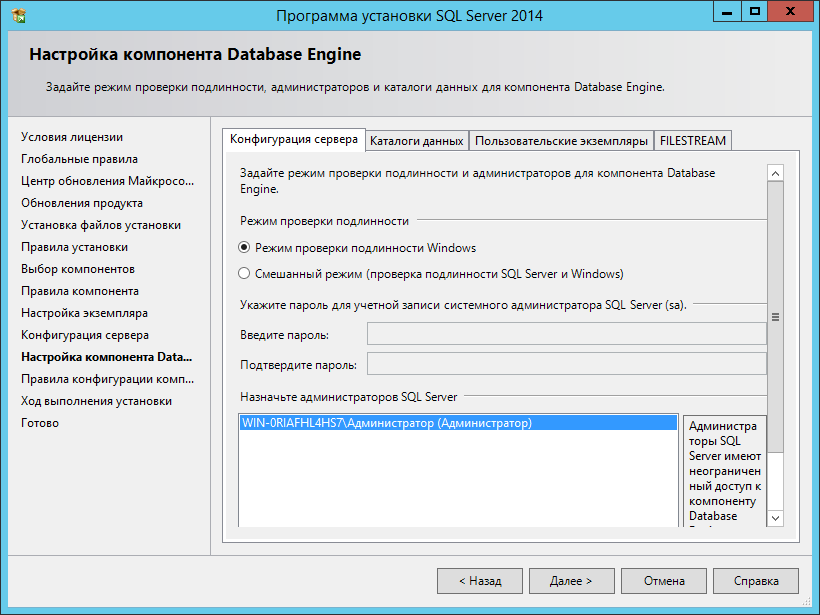 Программа установки SQL Server 2014
Настройка компонента Database Engine
Задайте режим проверки подлинности, администраторов и каталоги данных для компонента Database Engine.
Условия лицензии
Глобальные правила
Центр обновления Майкросо...
Обновления продукта
Установка файлов установки
Правила установки
Выбор компонентов
Правила компонента
Настройка экземпляра
Конфигурация сервера
Настройка компонента Data...
Правила конфигурации комп...
Ход выполнения установки
Готово
Конфигурация сервера
Каталоги данных
Пользовательские экземпляры
FILESTREAM
Задайте режим проверки подлинности и администраторов для компонента Database
Engine.
Режим проверки подлинности
Режим проверки подлинности Windows
Смешанный режим (проверка подлинности SQL Server и Windows)
Укажите пароль для учетной записи системного администратора SQL Server (sa).
Введите пароль:
Подтвердите пароль:
Назначьте администраторов SQL Server
WIN-0RIAFHL4HS7\Администратор (Администратор)
Администра
торы SQL
Server имеют
неограничен
ный доступ к
компоненту
Database
< Назад
Далее >
Отмена
Справка